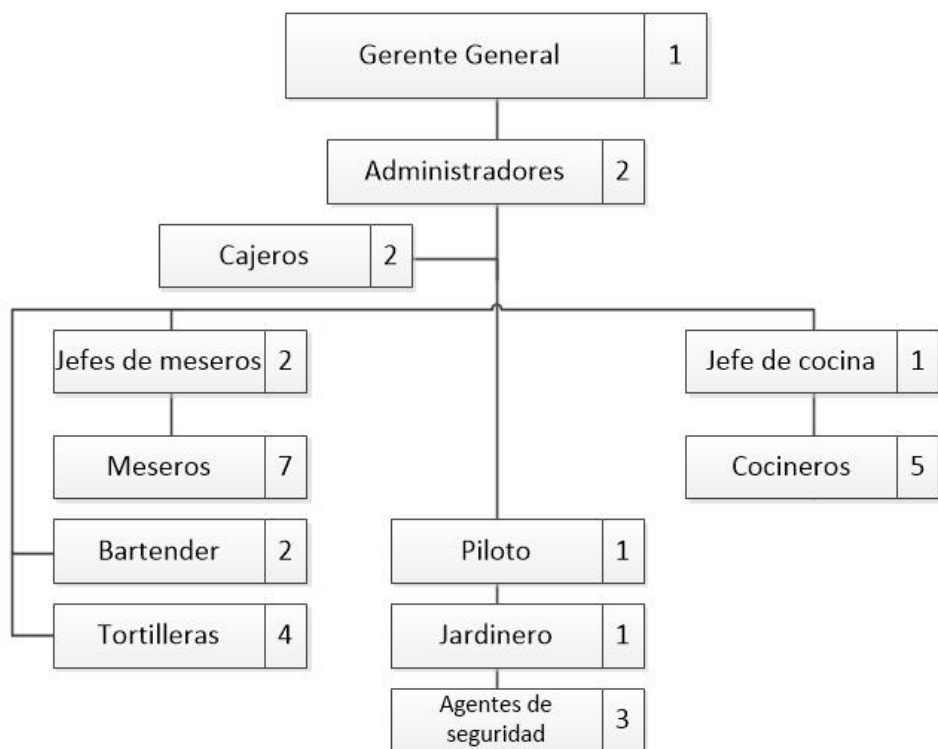 Gerente General 1
Administradores 2
Cajeros 2
Jefes de meseros 2
Jefe de cocina 1
Meseros 7
Cocineros 5
Bartender 2
Piloto 1
Tortilleras 4
Jardinero 1
Agentes de
seguridad 3